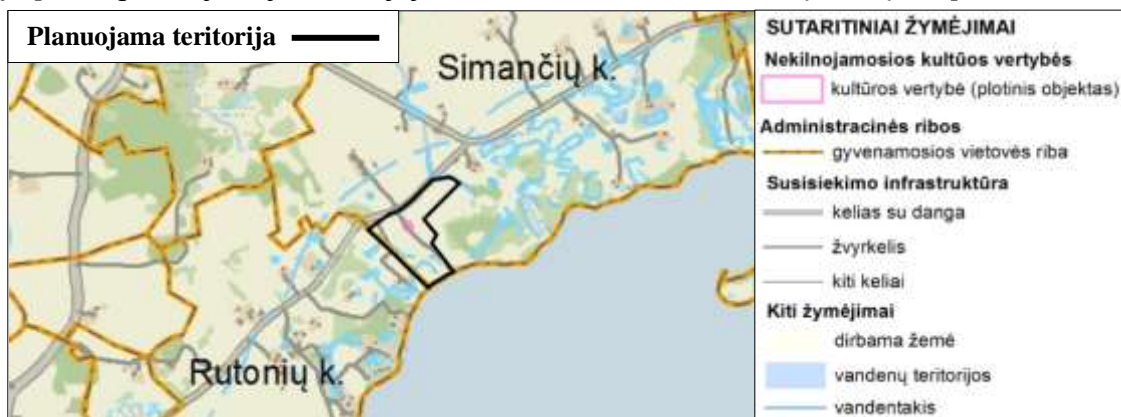 Planuojama teritorija
Simančių k.
Rutonių k.
SUTARITINIAI ŽYMĖJIMAI
Nekilnojamosios kultūos vertybės
kultūros vertybė (plotinis objektas)
Administracinės ribos
gyvenamosios vietovės riba
Susisiekimo infrastruktūra
kelias su danga
žvyrkelis
kiti keliai
Kiti žymėjimai
dirbama žemė
vandenų teritorijos
vandentakis